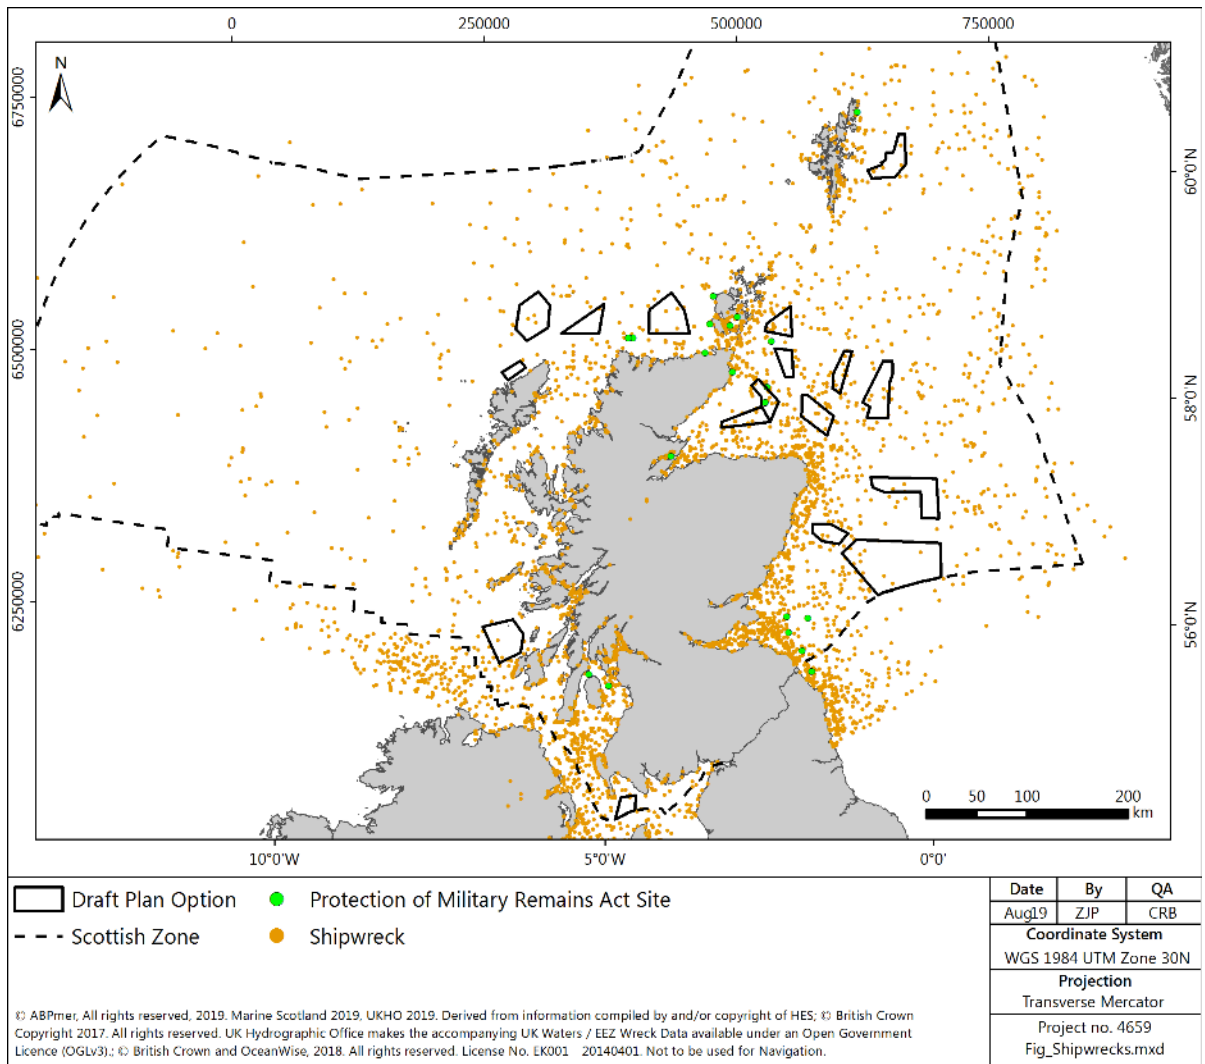 0 250000 500000 750000
N
6750000
6500000
6250000
60°0'N
58°0'N
56°0'N
0 50 100 200
km
10°0'W 5°0'W 0°0'
Draft Plan Option
Protection of Military Remains Act Site
Scottish Zone
Shipwreck
Date By QA
Aug19 ZJP CRB
Coordinate System
WGS 1984 UTM Zone 30N
Projection
Transverse Mercator
Project no. 4659
Fig_Shipwrecks.mxd
© ABPmer, All rights reserved, 2019. Marine Scotland 2019, UKHO 2019. Derived from information compiled by and/or copyright of HES; © British Crown
Copyright 2017. All rights reserved. UK Hydrographic Office makes the accompanying UK Waters / EEZ Wreck Data available under an Open Government
Licence (OGLv3).; © British Crown and OceanWise, 2018. All rights reserved. License No. EK001 _ 20140401. Not to be used for Navigation.